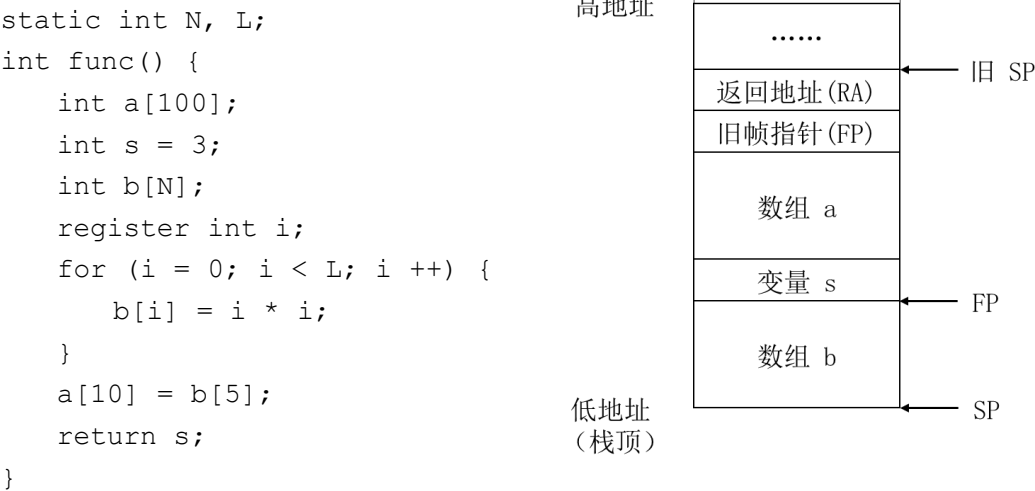 static int N, L;
int func() {
int a[100];
int s = 3;
int b[N];
register int i;
for (i = 0; i < L; i ++) {
b[i] = i * i;
}
a[10] = b[5];
return s;
}
高地址
……
旧 SP
返回地址(RA)
旧帧指针(FP)
数组 a
变量 s
FP
数组 b
低地址
(栈顶)
SP